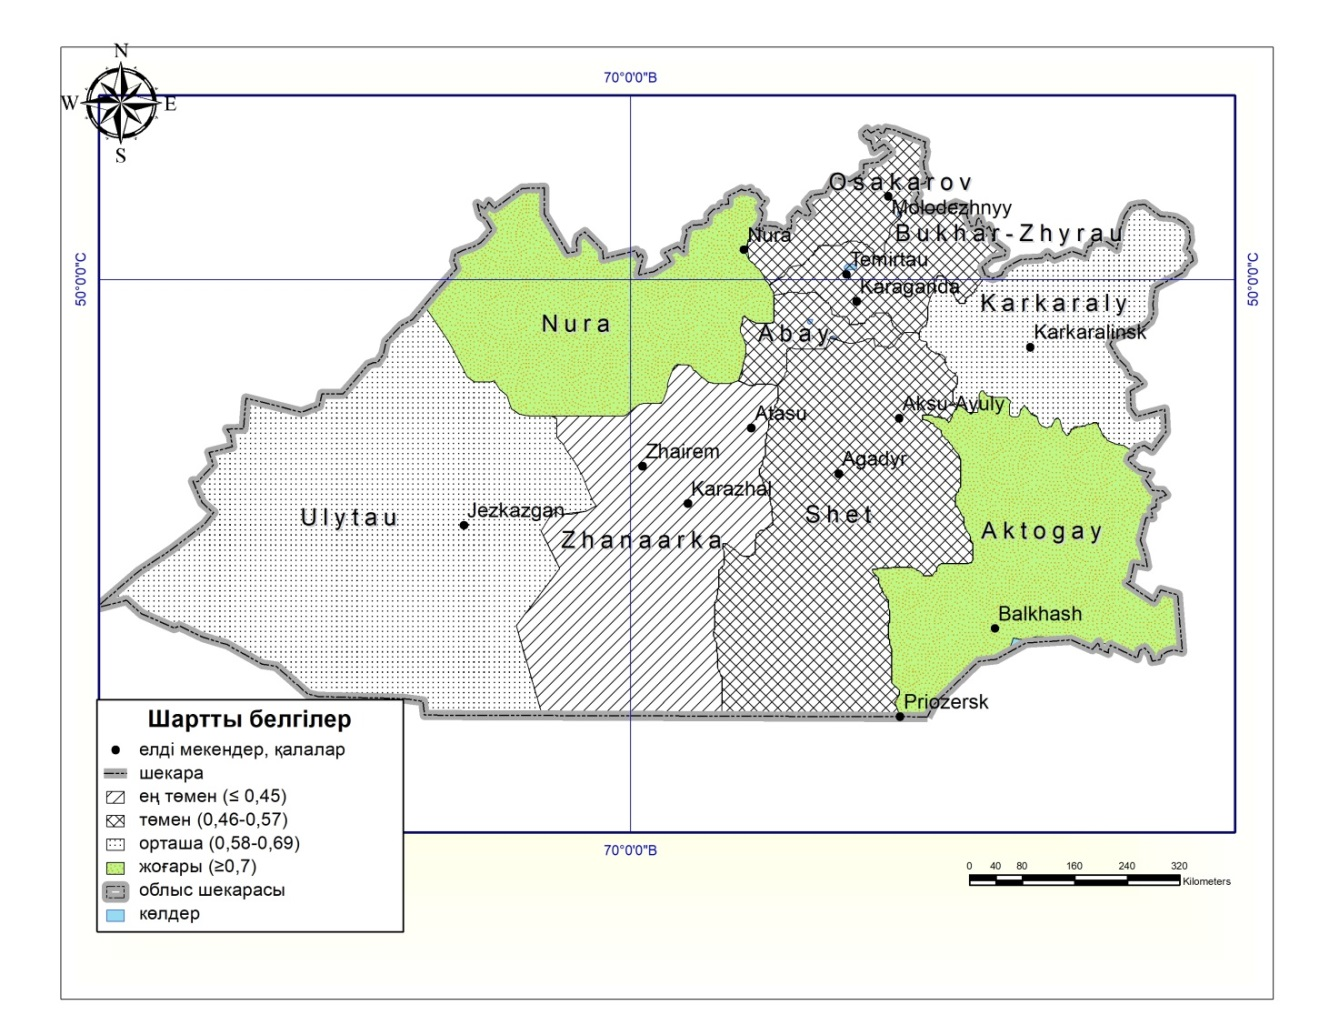 N
W E
S
70°0'0"В
Osakarov
Molodezhnyy
Bukhar-Zhyrau
Nura
Temirtau
50°0'0"С
50°0'0"С
Karaganda
Karkaraly
Nura
Abay
Karkaralinsk
Aksu-Ayuly
Atasu
Zhairem
Agadyr
Karazhal
Jezkazgan
Ulytau
Shet
Aktogay
Zhanaarka
Balkhash
Priozersk
Шартты белгілер
елді мекендер, қалалар
шекара
ең төмен (≤ 0,45)
төмен (0,46-0,57)
орташа (0,58-0,69)
жоғары (≥0,7)
облыс шекарасы
көлдер
70°0'0"В
0 40 80 160 240 320
Kilometers